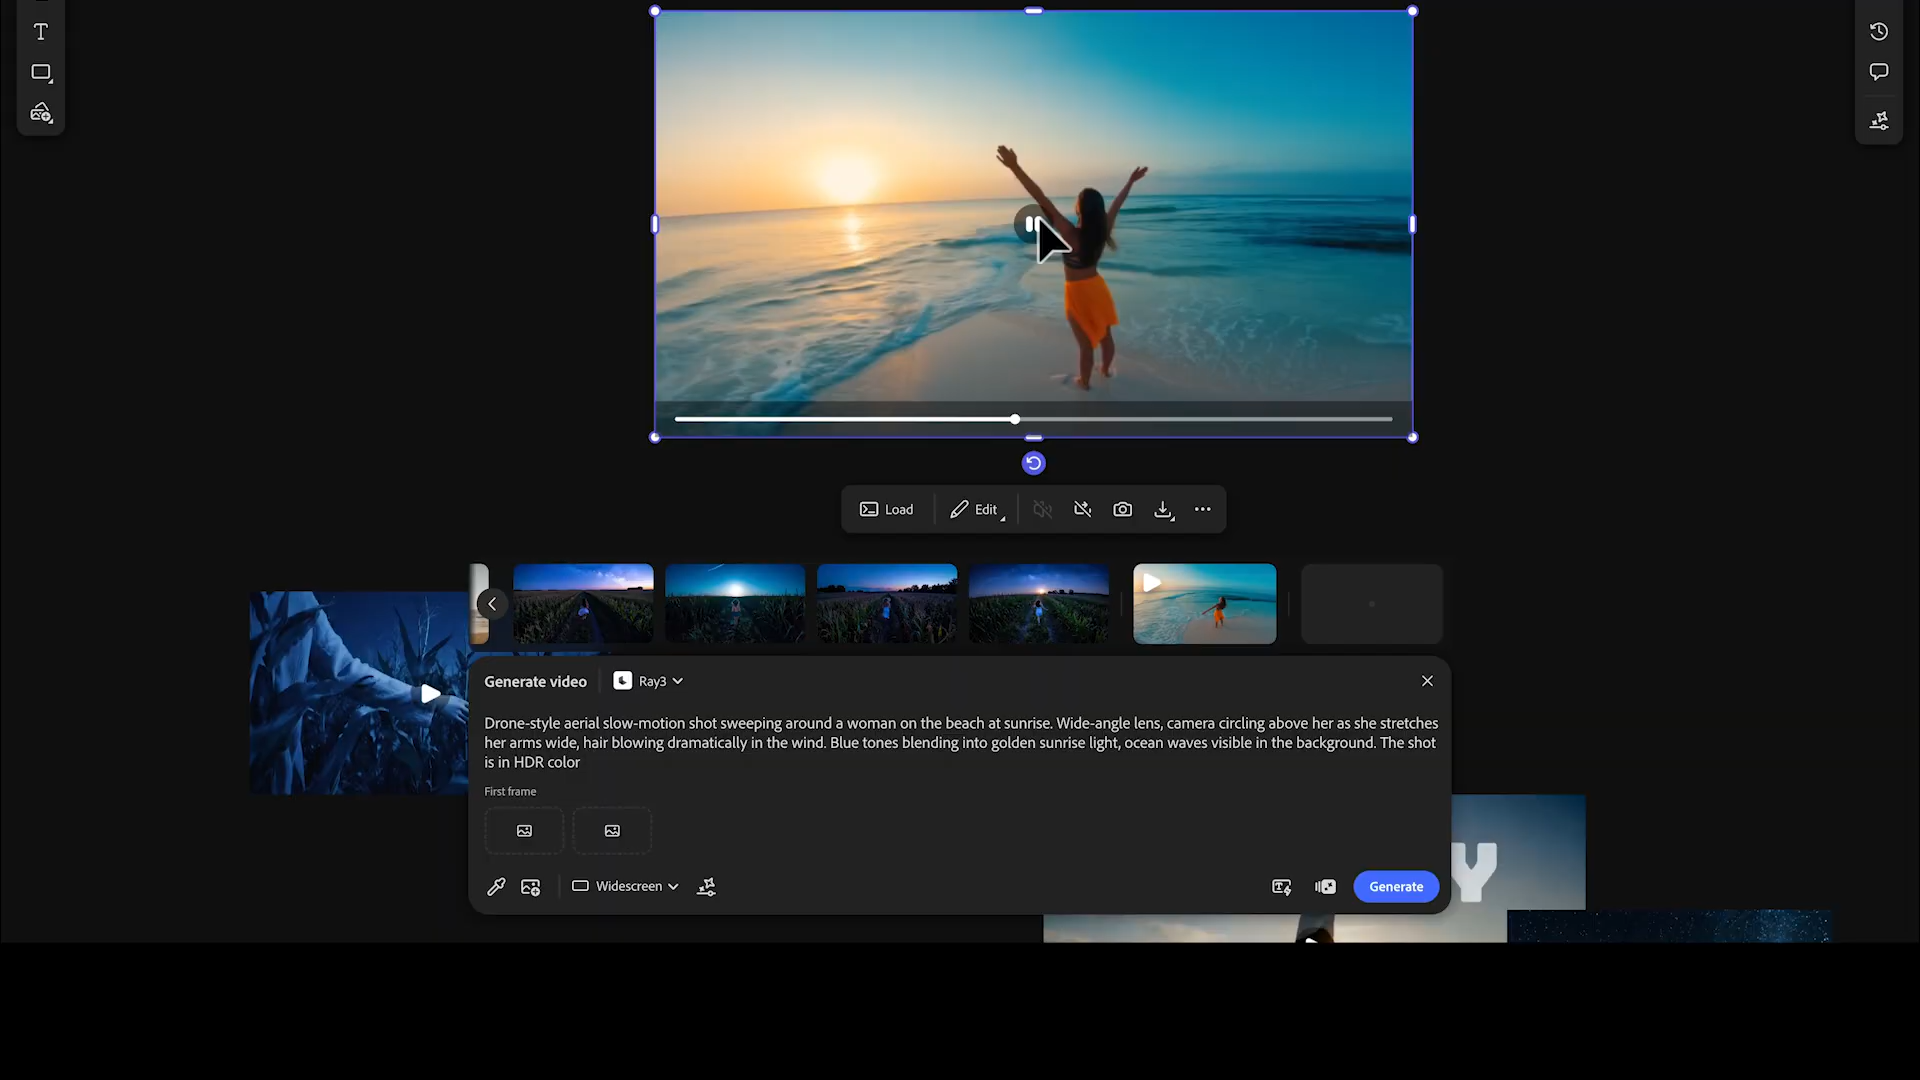 Load
Edit
Generate video
Ray3
Drone-style aerial slow-motion shot sweeping around a woman on the beach at sunrise. Wide-angle lens, camera circling above her as she stretches
her arms wide, hair blowing dramatically in the wind. Blue tones blending into golden sunrise light, ocean waves visible in the background. The shot
is in HDR color
First frame
Widescreen
Generate
Y